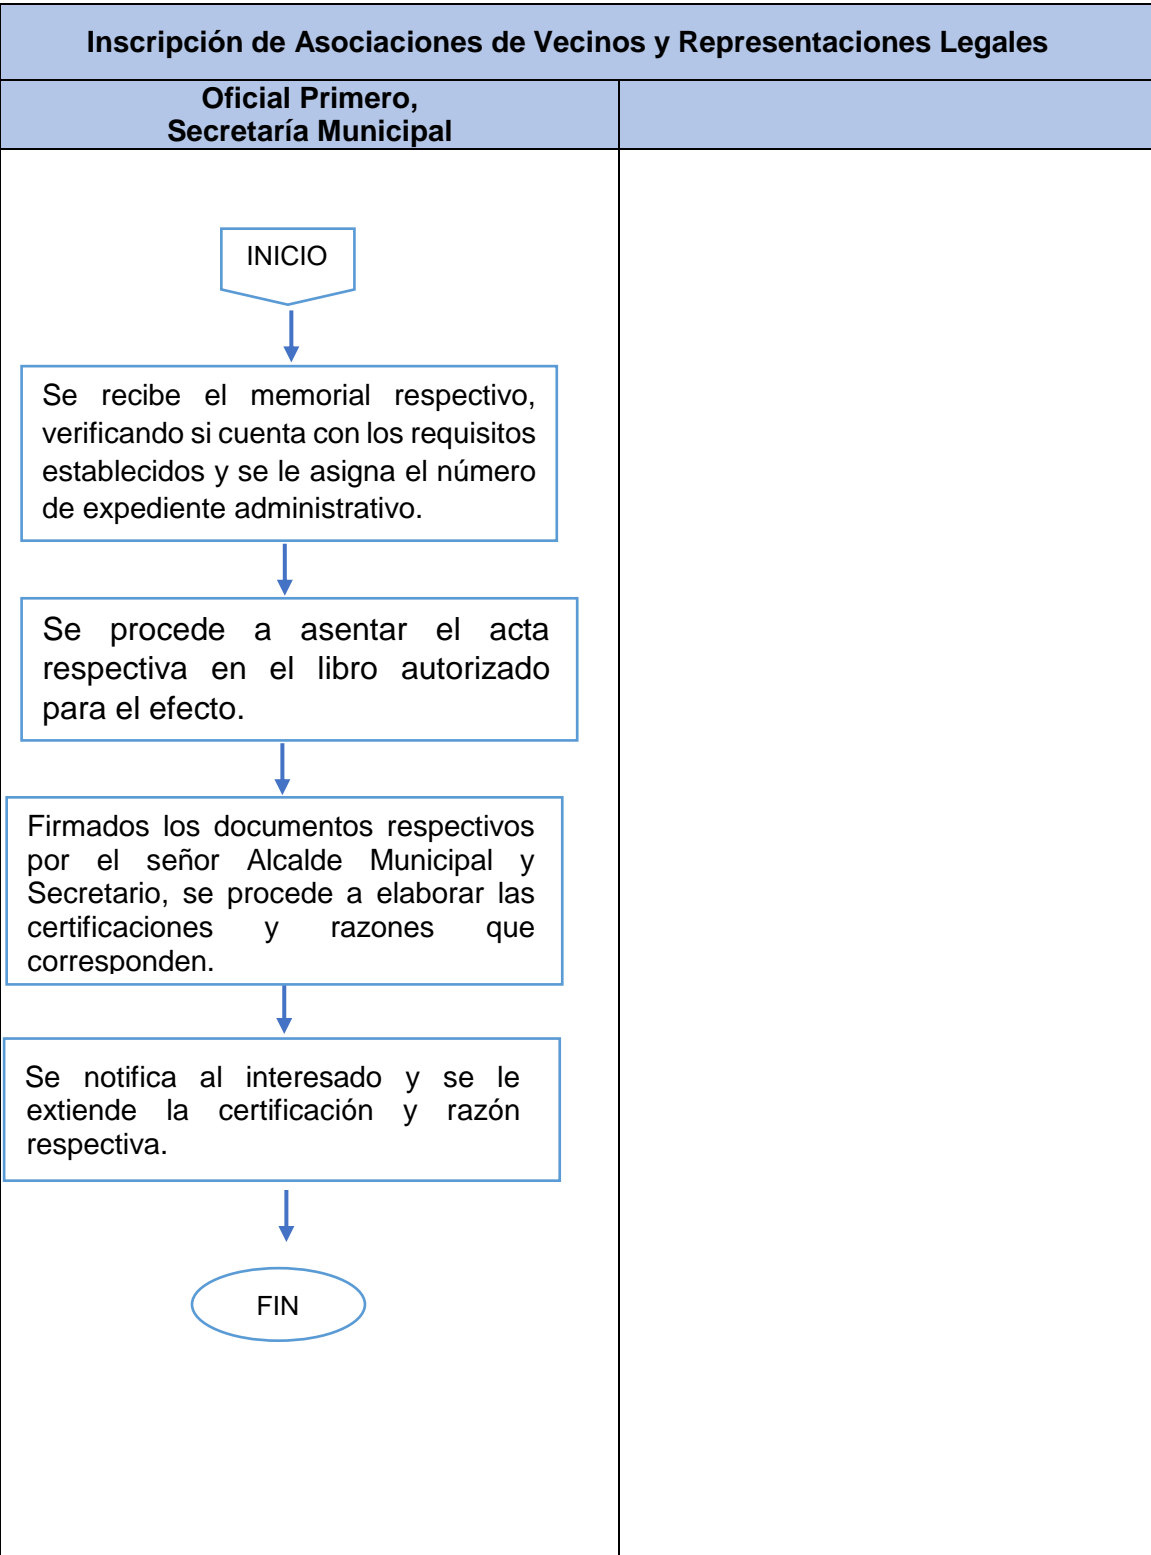 Inscripción de Asociaciones de Vecinos y Representaciones Legales
Oficial Primero,
Secretaría Municipal
INICIO
Se recibe el memorial respectivo,
verificando si cuenta con los requisitos
establecidos y se le asigna el número
de expediente administrativo.
Se procede a asentar el acta
respectiva en el libro autorizado
para el efecto.
Firmados los documentos respectivos
por el señor Alcalde Municipal y
Secretario, se procede a elaborar las
certificaciones y razones que
corresponden.
Se notifica al interesado y se le
extiende la certificación y razón
respectiva.
FIN